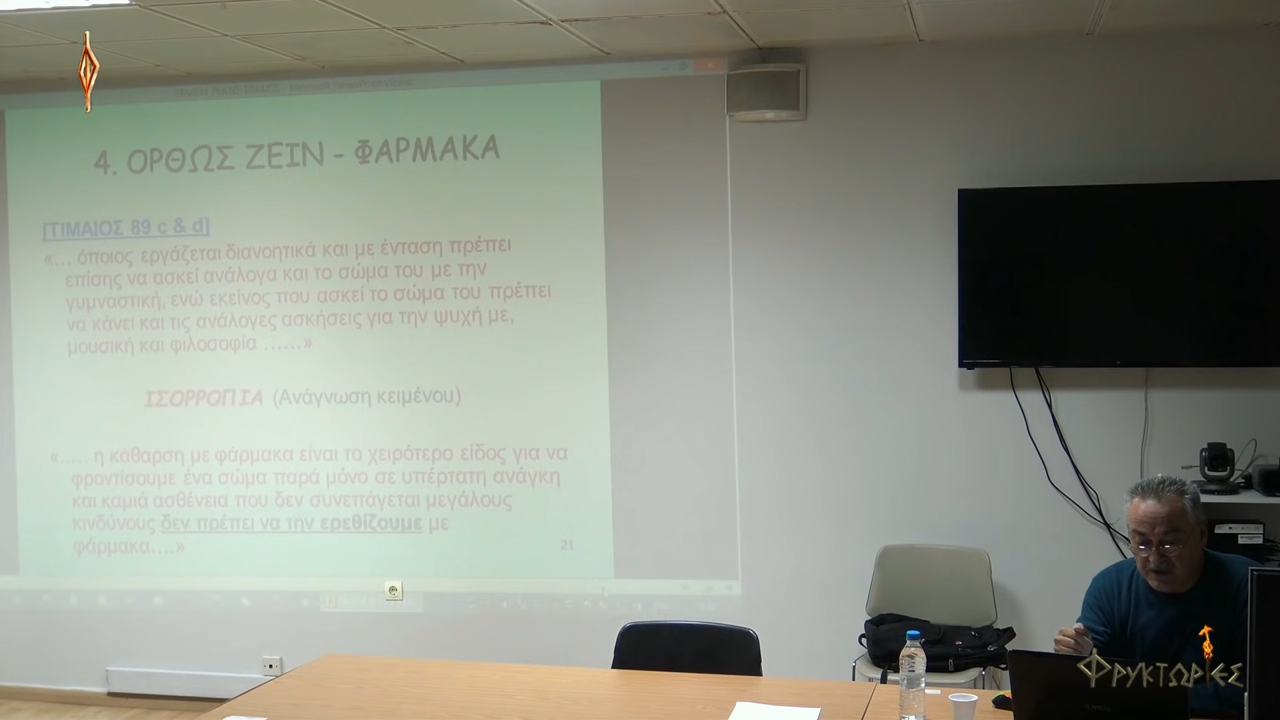 4. ΟΡΘΩΣ ΖΕΙΝ - ΦΑΡΜΑΚΑ
[ΤΙΜΑΙΟΣ 89 c & d]
«… όποιος εργάζεται διανοητικά και με ένταση πρέπει
επίσης να ασκεί ανάλογα και το σώμα του με την
γυμναστική, ενώ εκείνος που ασκεί το σώμα του πρέπει
να κάνει και τις ανάλογες ασκήσεις για την ψυχή με,
μουσική και φιλοσοφία ……»
ΙΣΟΡΡΟΠΙΑ (Ανάγνωση κειμένου)
«….. η κάθαρση με φάρμακα είναι το χειρότερο είδος για να
φροντίσουμε ένα σώμα παρά μόνο σε υπέρτατη ανάγκη
και καμιά ασθένεια που δεν συνεπάγεται μεγάλους
κινδύνους δεν πρέπει να την ερεθίζουμε με
φάρμακα….»
21
ΦΡΥΚΤΩΡΙΕΣ